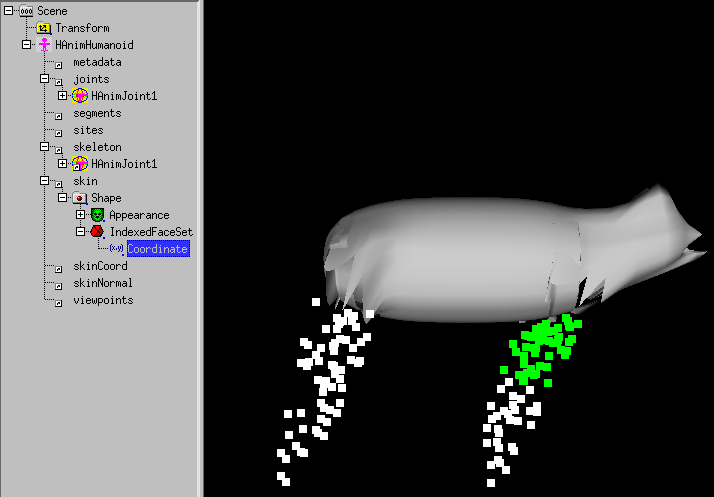 Scene
Transform
HAnimHumanoid
metadata
joints
HAnimJoint1
segments
sites
skeleton
HAnimJoint1
skin
Shape
Appearance
IndexedFaceSet
(x,y) Coordinate
skinCoord
skinNormal
viewpoints